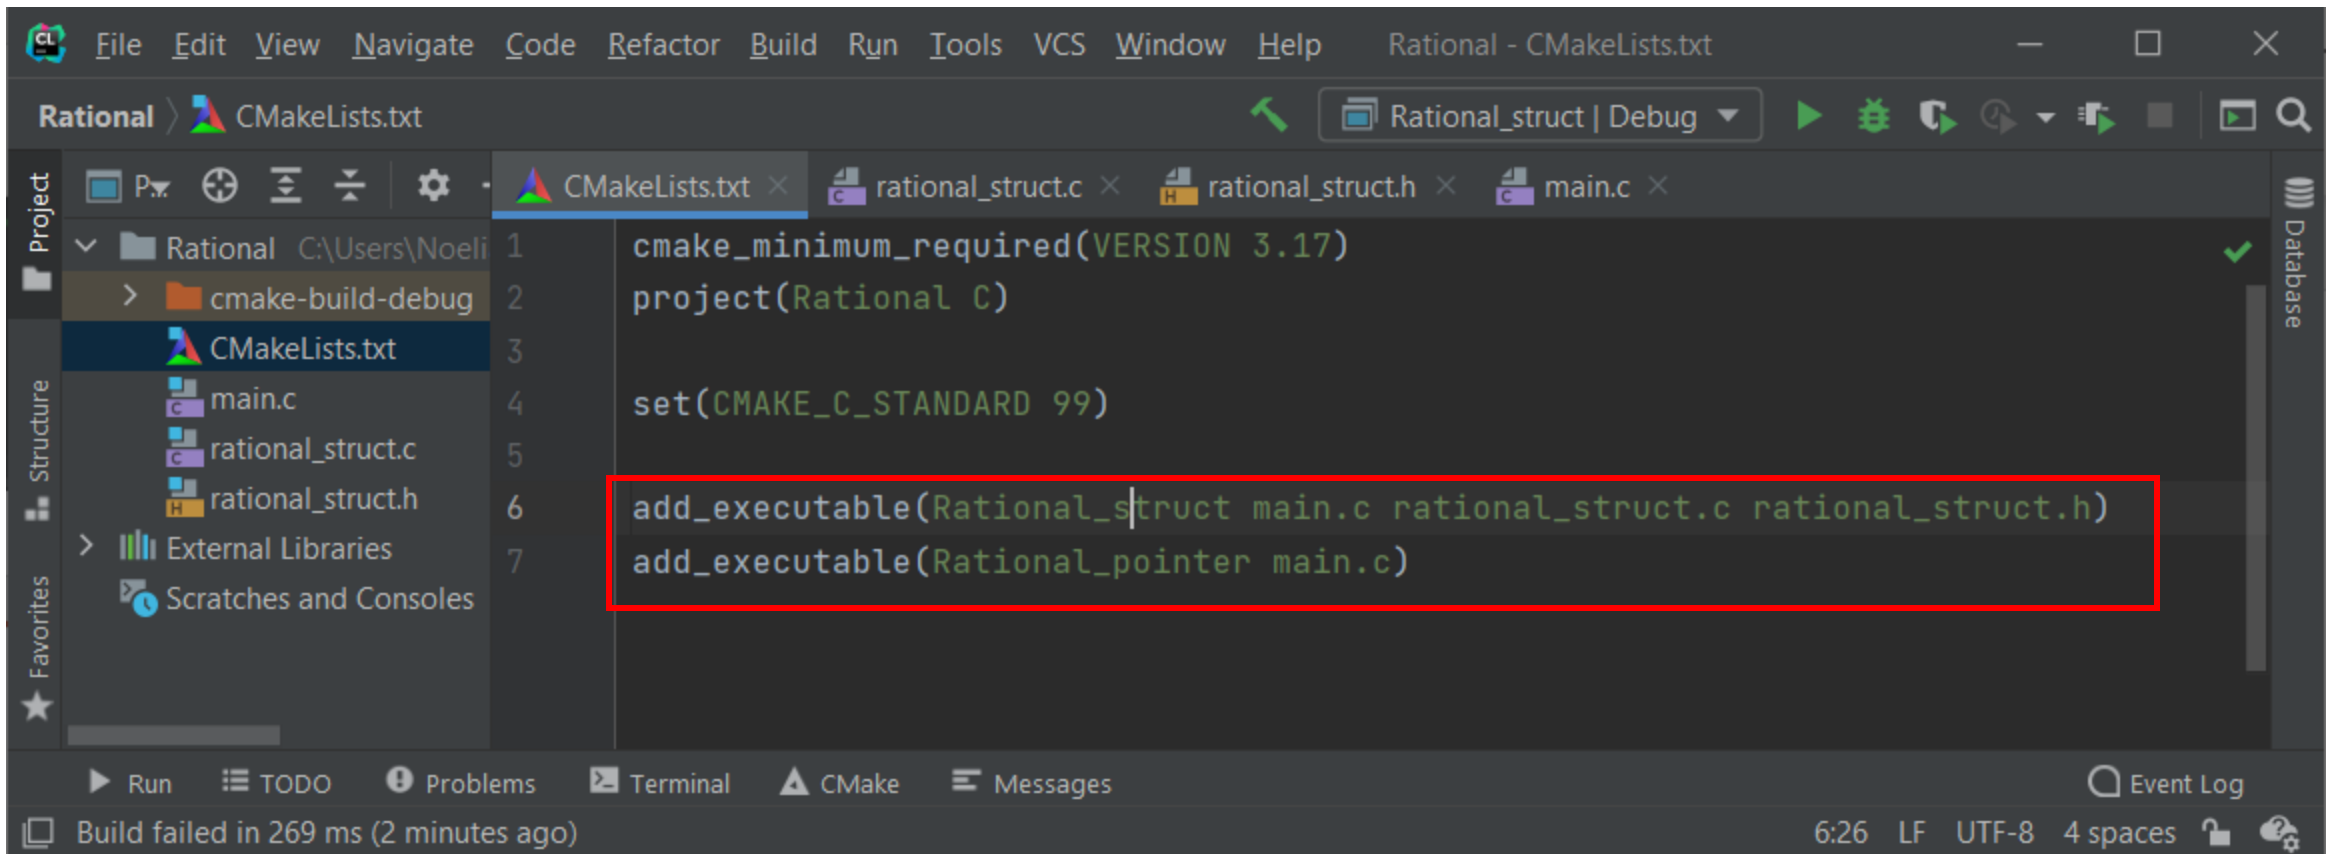 CL File Edit View Navigate Code Refactor Build Run Tools VCS Window Help Rational - CMakeLists.txt
Rational CMakeLists.txt Rational_struct | Debug
Project
P... CMakeLists.txt rational_struct.c rational_struct.h main.c
Rational C:\Users\Noeli
cmake-build-debug
CMakeLists.txt
main.c
rational_struct.c
rational_struct.h
External Libraries
Scratches and Consoles
Structure
Favorites
1 cmake_minimum_required(VERSION 3.17)
2 project(Rational C)
3
4 set(CMAKE_C_STANDARD 99)
5
6 add_executable(Rational_struct main.c rational_struct.c rational_struct.h)
7 add_executable(Rational_pointer main.c)
Database
Run TODO Problems Terminal CMake Messages Event Log
Build failed in 269 ms (2 minutes ago) 6:26 LF UTF-8 4 spaces